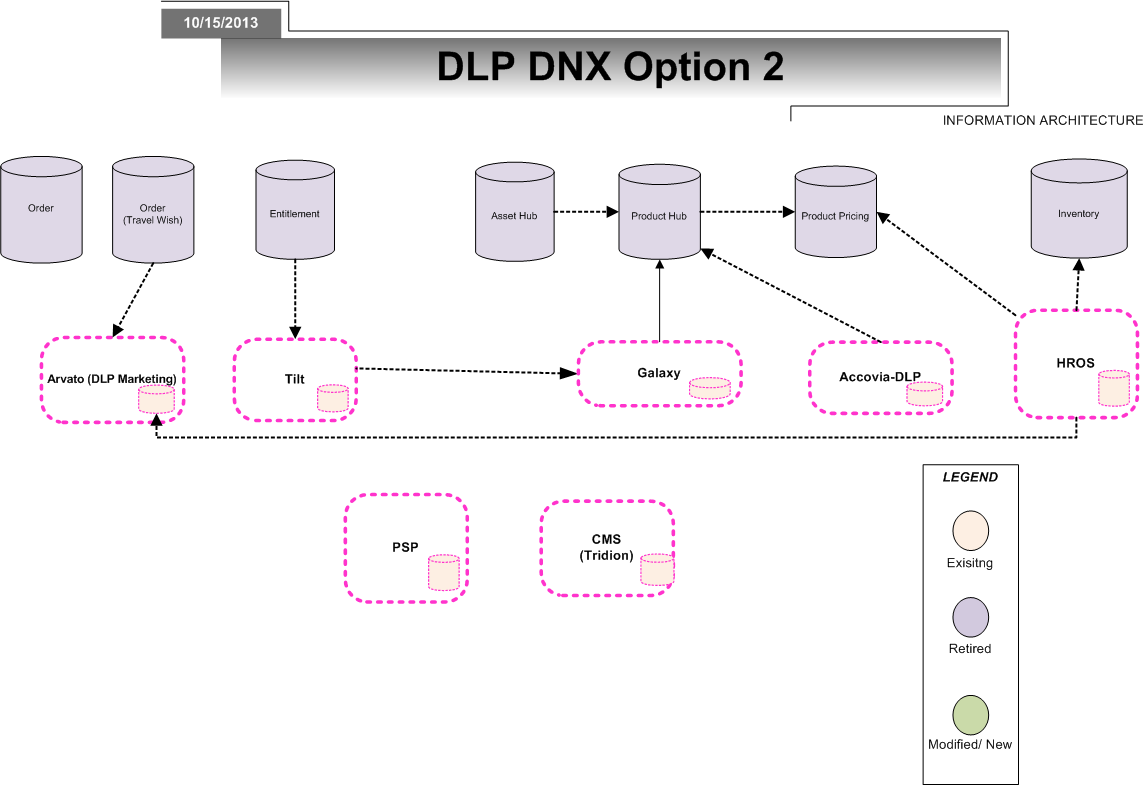 10/15/2013
DLP DNX Option 2
INFORMATION ARCHITECTURE
Order
Order
(Travel Wish)
Entitlement
Asset Hub
Product Hub
Product Pricing
Inventory
Arvato (DLP Marketing)
Tilt
Galaxy
Accovia-DLP
HROS
PSP
CMS
(Tridion)
LEGEND
Exisitng
Retired
Modified/ New